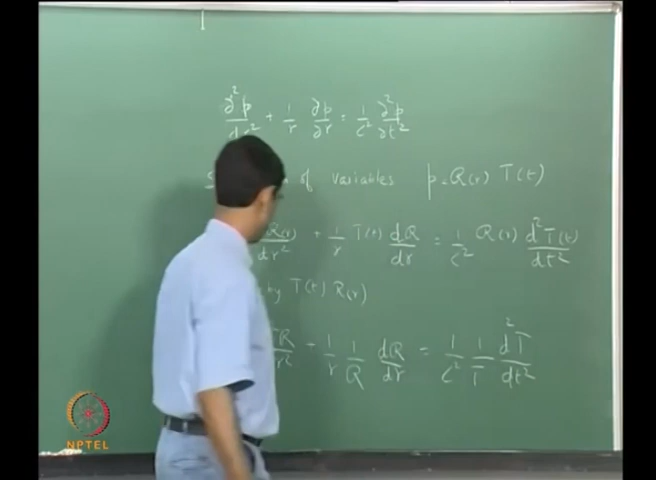 ∂²p/∂r² + 1/r ∂p/∂r = 1/c² ∂²p/∂t²
of variables p = R(r) T(t)
R(r)/dr² + 1/r T(t) dR/dr = 1/c² R(r) d²T(t)/dt²
by T(t) R(r)
R/r² + 1/r 1/R dR/dr = 1/c² 1/T d²T/dt²
NPTEL